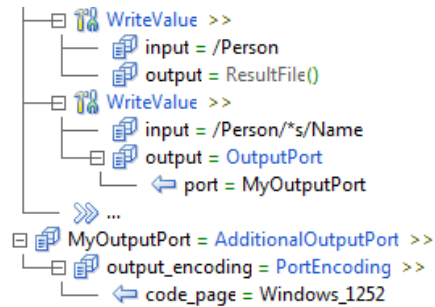 WriteValue >>
input = /Person
output = ResultFile()
WriteValue >>
input = /Person/*s/Name
output = OutputPort
port = MyOutputPort
...
MyOutputPort = AdditionalOutputPort >>
output_encoding = PortEncoding >>
code_page = Windows_1252